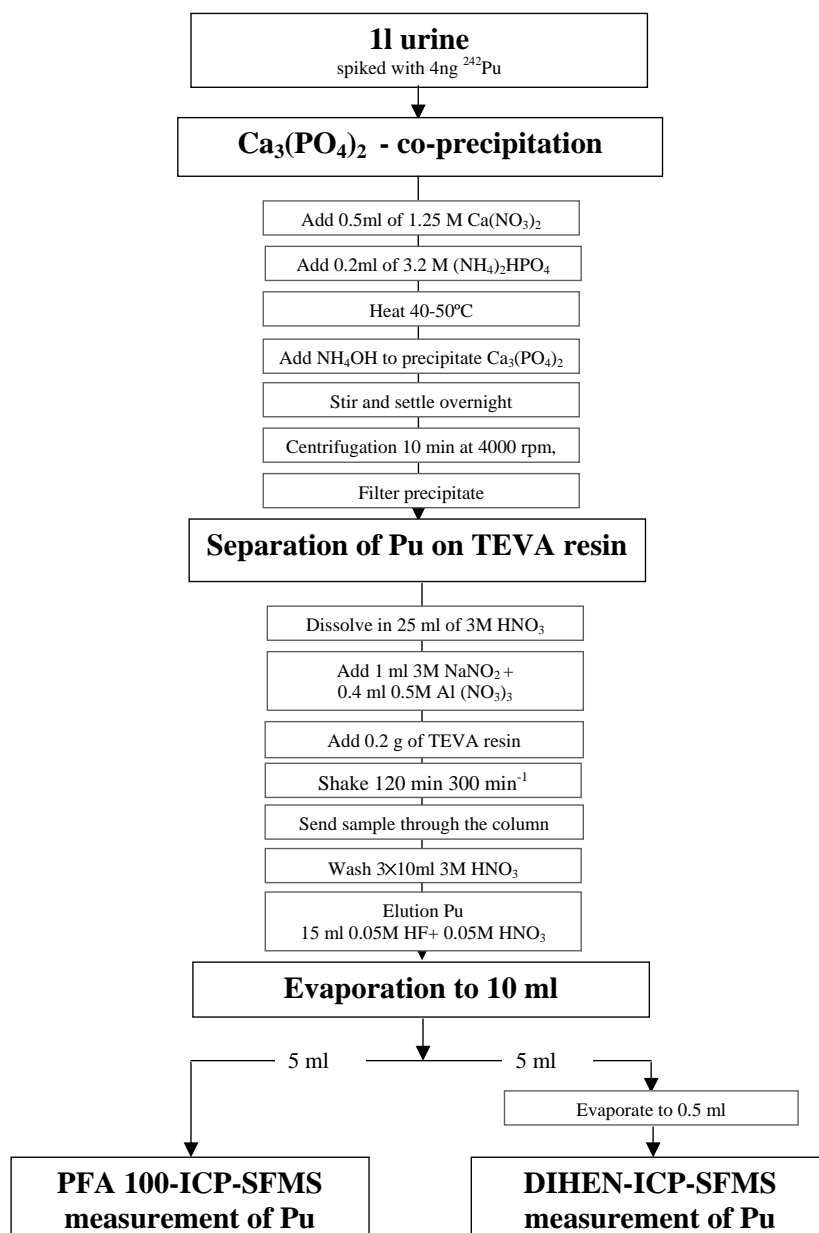 1l urine
spiked with 4ng ²⁴²Pu
Ca₃(PO₄)₂ - co-precipitation
Add 0.5ml of 1.25 M Ca(NO₃)₂
Add 0.2ml of 3.2 M (NH₄)₂HPO₄
Heat 40-50ºC
Add NH₄OH to precipitate Ca₃(PO₄)₂
Stir and settle overnight
Centrifugation 10 min at 4000 rpm,
Filter precipitate
Separation of Pu on TEVA resin
Dissolve in 25 ml of 3M HNO₃
Add 1 ml 3M NaNO₂ +
0.4 ml 0.5M Al (NO₃)₃
Add 0.2 g of TEVA resin
Shake 120 min 300 min⁻¹
Send sample through the column
Wash 3×10ml 3M HNO₃
Elution Pu
15 ml 0.05M HF+ 0.05M HNO₃
Evaporation to 10 ml
5 ml
5 ml
Evaporate to 0.5 ml
PFA 100-ICP-SFMS
measurement of Pu
DIHEN-ICP-SFMS
measurement of Pu